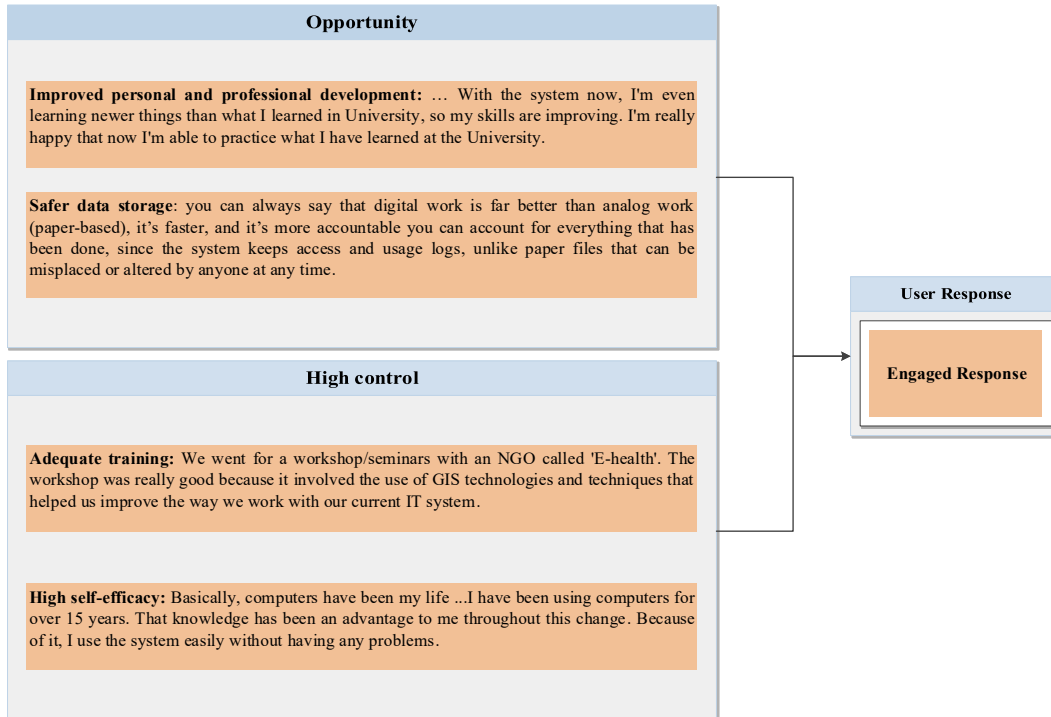 Opportunity
Improved personal and professional development: … With the system now, I'm even
learning newer things than what I learned in University, so my skills are improving. I'm really
happy that now I'm able to practice what I have learned at the University.
Safer data storage: you can always say that digital work is far better than analog work
(paper-based), it’s faster, and it’s more accountable you can account for everything that has
been done, since the system keeps access and usage logs, unlike paper files that can be
misplaced or altered by anyone at any time.
High control
Adequate training: We went for a workshop/seminars with an NGO called 'E-health'. The
workshop was really good because it involved the use of GIS technologies and techniques that
helped us improve the way we work with our current IT system.
High self-efficacy: Basically, computers have been my life ...I have been using computers for
over 15 years. That knowledge has been an advantage to me throughout this change. Because
of it, I use the system easily without having any problems.
User Response
Engaged Response